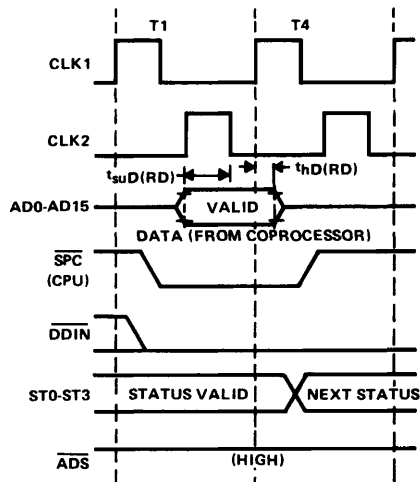 T1 T4
CLK1
CLK2
tsuD(RD) thD(RD)
AD0-AD15 VALID
DATA (FROM COPROCESSOR)
SPC
(CPU)
DDIN
ST0-ST3 STATUS VALID NEXT STATUS
ADS (HIGH)